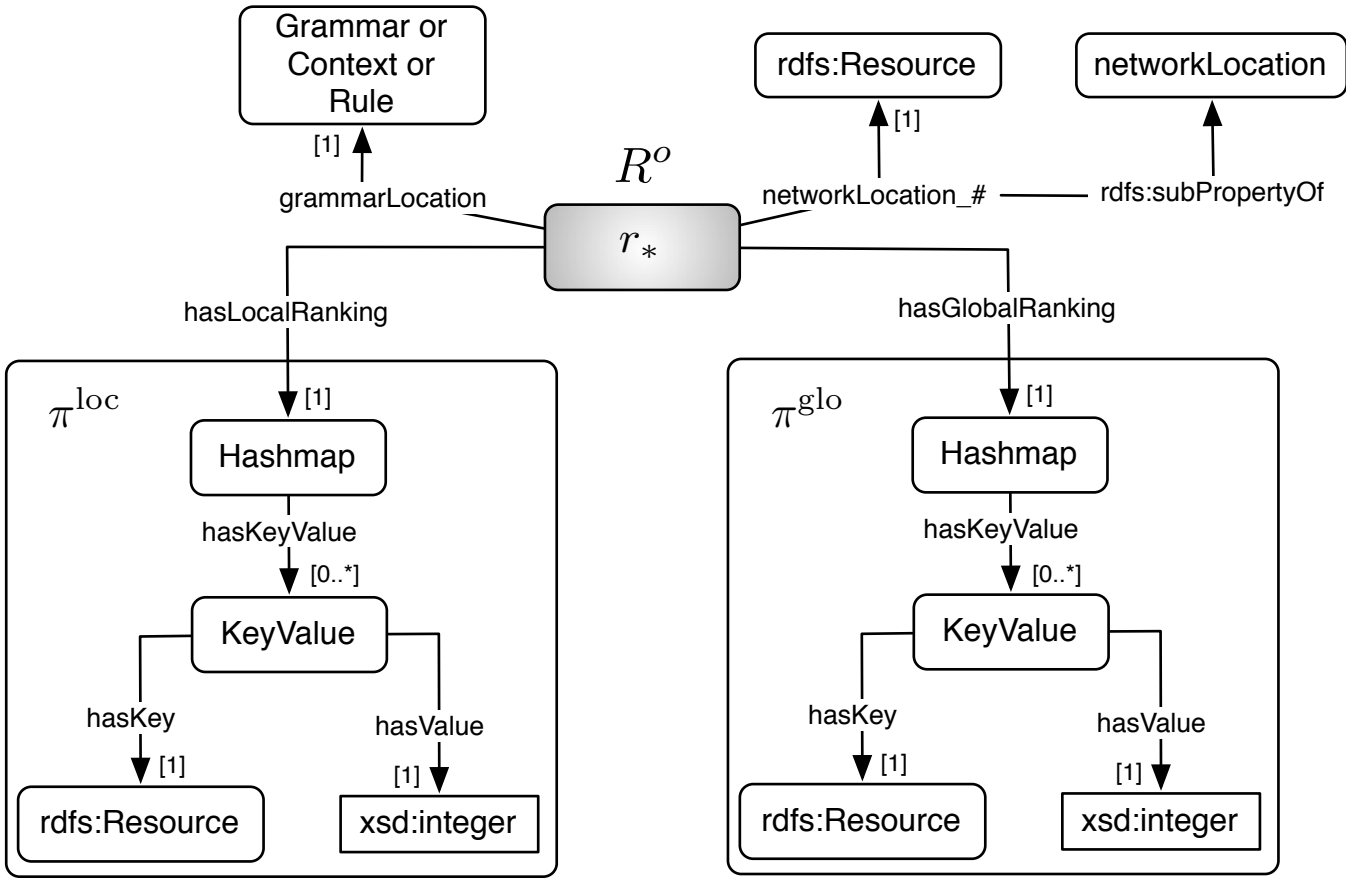 Grammar or
Context or
Rule
rdfs:Resource
networkLocation
[1]
[1]
grammarLocation
R^o
networkLocation_#
rdfs:subPropertyOf
r_*
hasLocalRanking
hasGlobalRanking
π^loc
[1]
π^glo
[1]
Hashmap
Hashmap
hasKeyValue
hasKeyValue
[0..*]
[0..*]
KeyValue
KeyValue
hasKey
hasValue
hasKey
hasValue
[1]
[1]
[1]
[1]
rdfs:Resource
xsd:integer
rdfs:Resource
xsd:integer